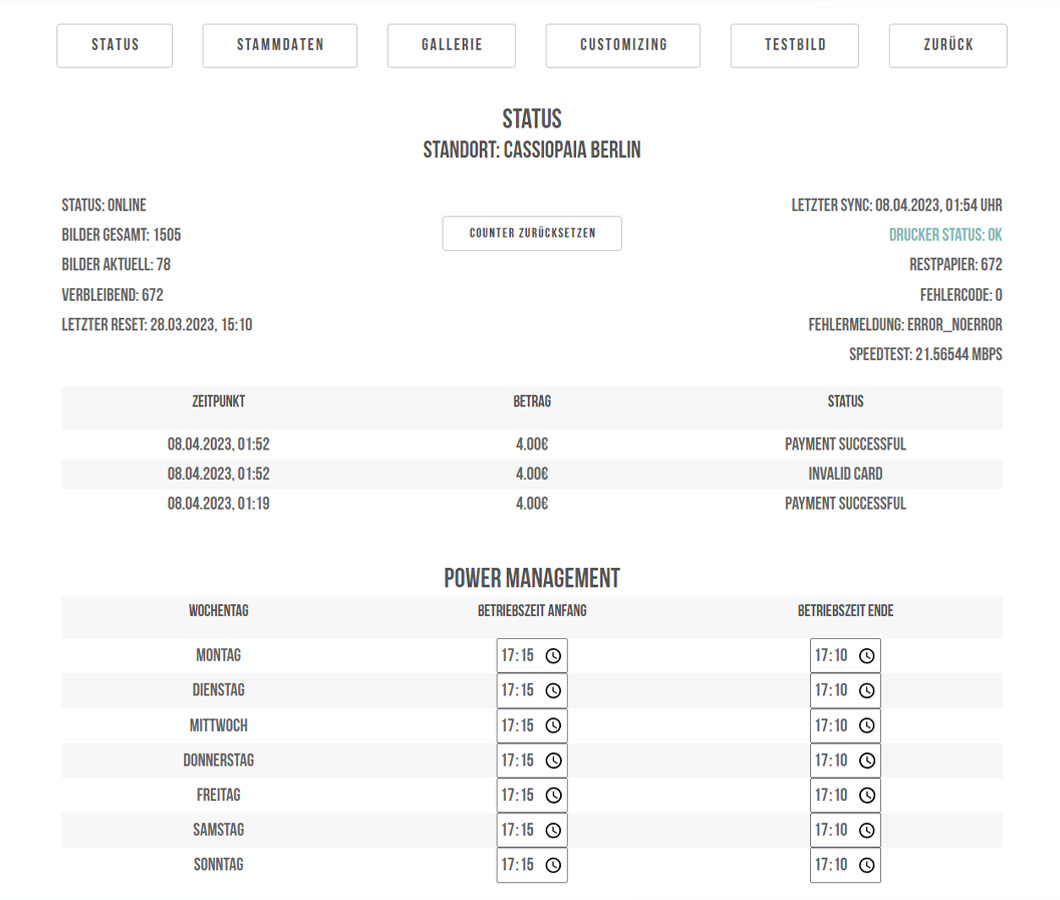 STATUS STAMMDATEN GALLERIE CUSTOMIZING TESTBILD ZURÜCK
STATUS
STANDORT: CASSIOPAIA BERLIN
STATUS: ONLINE
BILDER GESAMT: 1505
BILDER AKTUELL: 78
VERBLEIBEND: 672
LETZTER RESET: 28.03.2023, 15:10
COUNTER ZURÜCKSETZEN
LETZTER SYNC: 08.04.2023, 01:54 UHR
DRUCKER STATUS: OK
RESTPAPIER: 672
FEHLERCODE: 0
FEHLERMELDUNG: ERROR_NOERROR
SPEEDTEST: 21.56544 MBPS
ZEITPUNKT BETRAG STATUS
08.04.2023, 01:52 4.00€ PAYMENT SUCCESSFUL
08.04.2023, 01:52 4.00€ INVALID CARD
08.04.2023, 01:19 4.00€ PAYMENT SUCCESSFUL
POWER MANAGEMENT
WOCHENTAG BETRIEBSZEIT ANFANG BETRIEBSZEIT ENDE
MONTAG 17:15 17:10
DIENSTAG 17:15 17:10
MITTWOCH 17:15 17:10
DONNERSTAG 17:15 17:10
FREITAG 17:15 17:10
SAMSTAG 17:15 17:10
SONNTAG 17:15 17:10